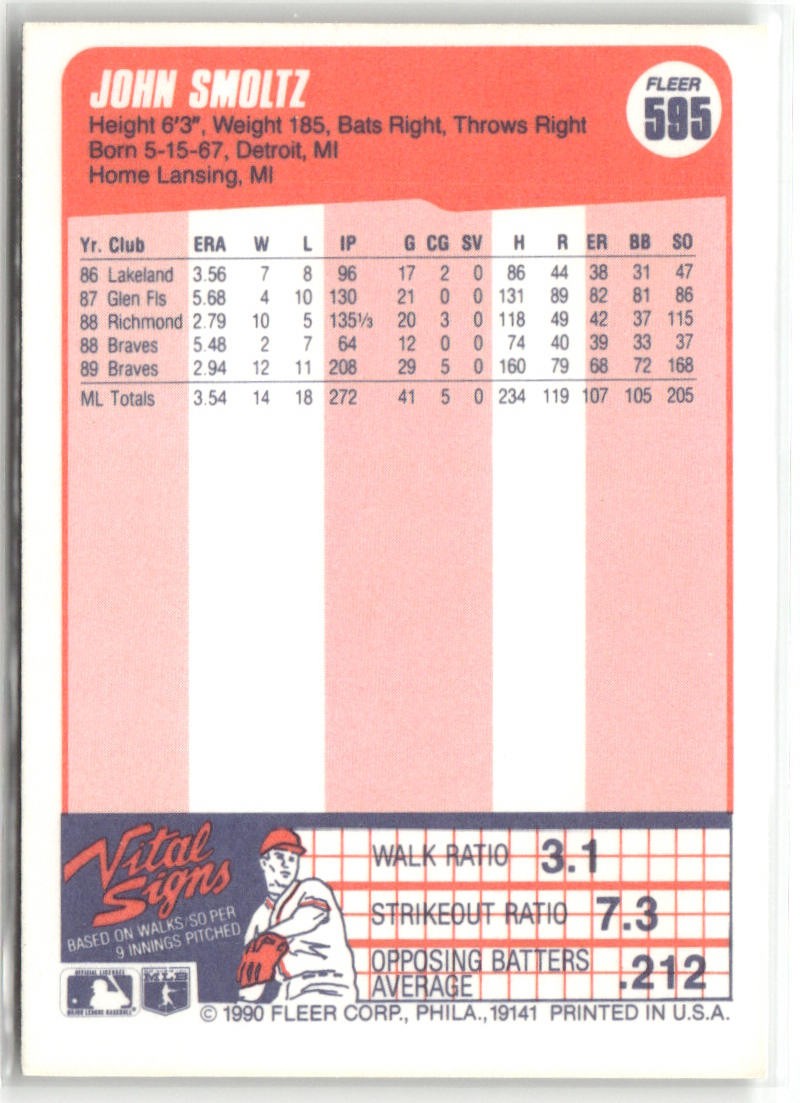 JOHN SMOLTZ
FLEER
595
Height 6'3", Weight 185, Bats Right, Throws Right
Born 5-15-67, Detroit, MI
Home Lansing, MI
Yr. Club ERA W L IP G CG SV H R ER BB SO
86 Lakeland 3.56 7 8 96 17 2 0 86 44 38 31 47
87 Glen Fls 5.68 4 10 130 21 0 0 131 89 82 81 86
88 Richmond 2.79 10 5 135⅓ 20 3 0 118 49 42 37 115
88 Braves 5.48 2 7 64 12 0 0 74 40 39 33 37
89 Braves 2.94 12 11 208 29 5 0 160 79 68 72 168
ML Totals 3.54 14 18 272 41 5 0 234 119 107 105 205
Vital
Signs
BASED ON WALKS/SO PER
9 INNINGS PITCHED
WALK RATIO 3.1
STRIKEOUT RATIO 7.3
OPPOSING BATTERS
AVERAGE .212
OFFICIAL LICENSEE
MAJOR LEAGUE BASEBALL
© 1990 FLEER CORP., PHILA., 19141 PRINTED IN U.S.A.